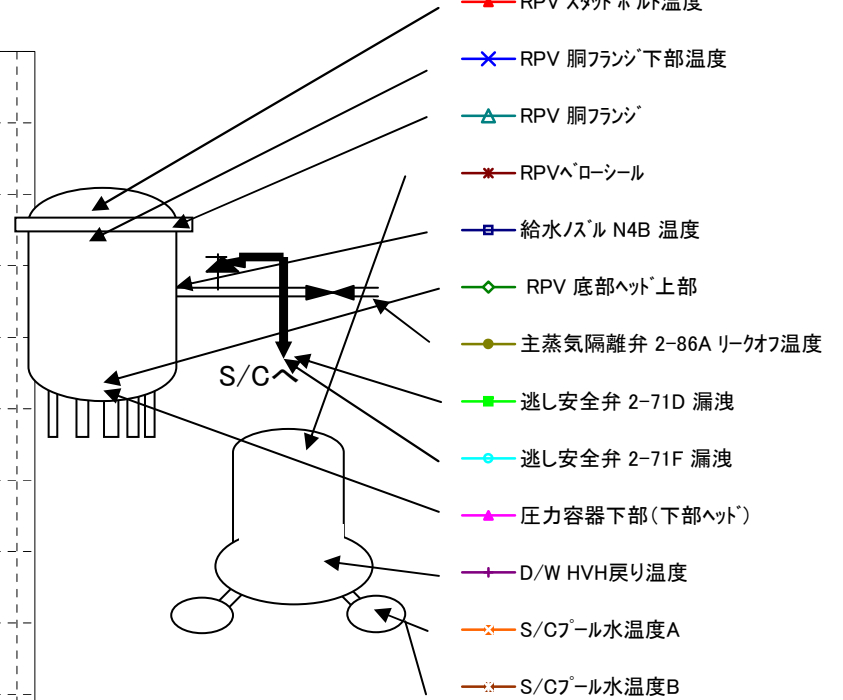 RPV スタッドボルト温度
RPV 胴フランジ下部温度
RPV 胴フランジ
RPVベローシール
給水ノズル N4B 温度
RPV 底部ヘッド上部
主蒸気隔離弁 2-86A リークオフ温度
S/Cへ
逃し安全弁 2-71D 漏洩
逃し安全弁 2-71F 漏洩
圧力容器下部(下部ヘッド)
D/W HVH戻り温度
S/Cプール水温度A
S/Cプール水温度B